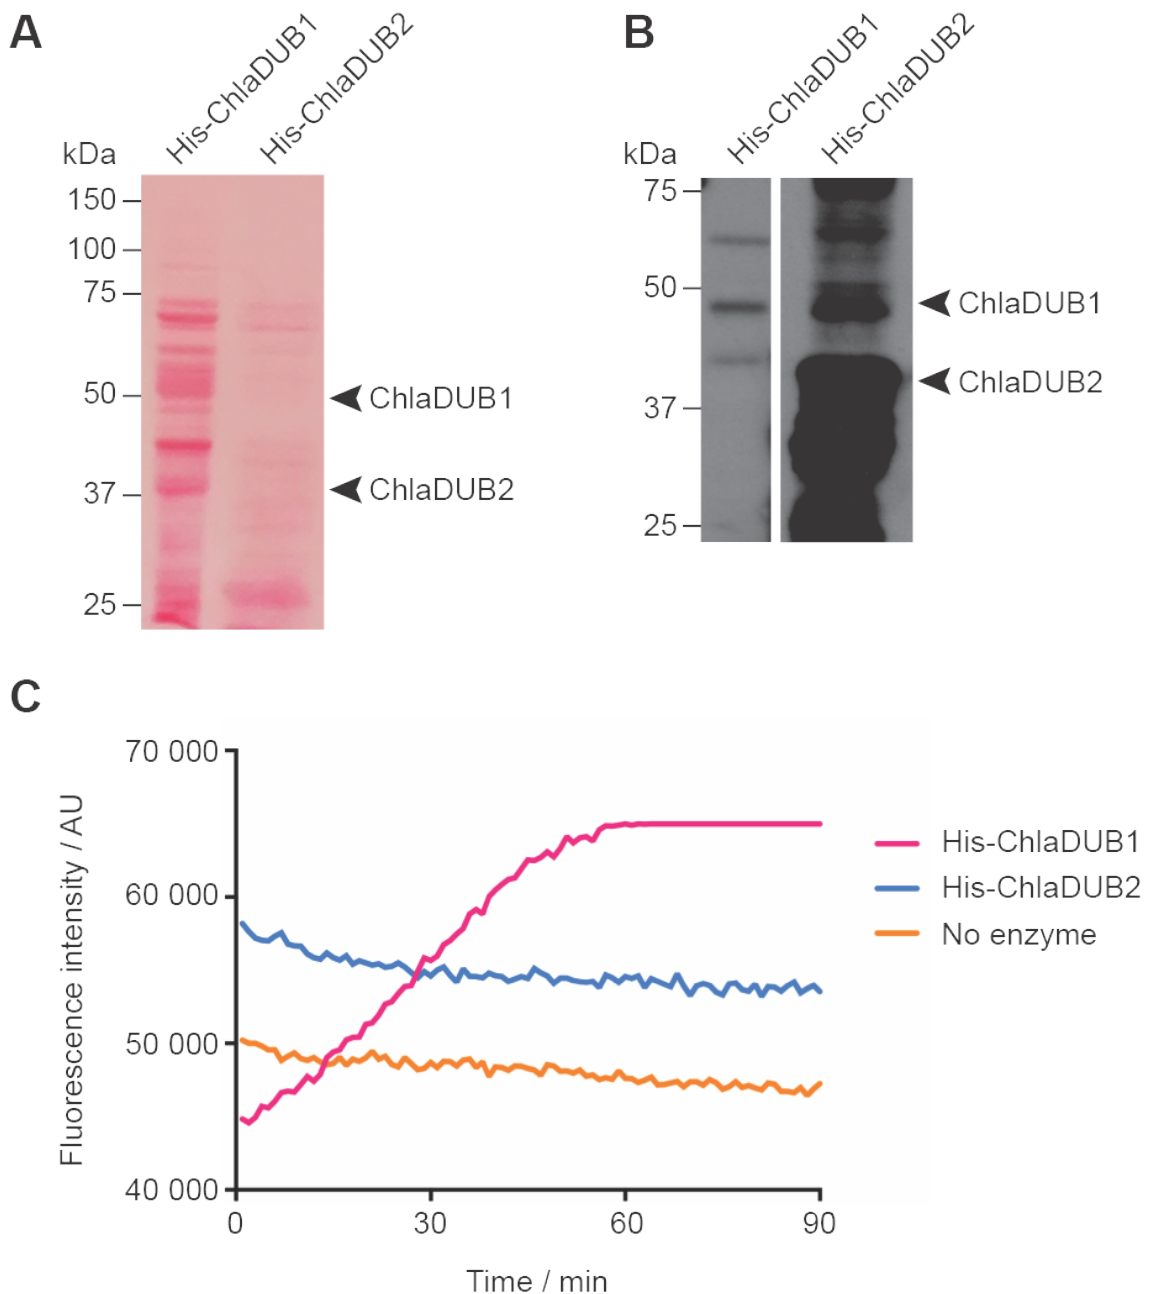 A
His-ChlaDUB1
His-ChlaDUB2
kDa
150
100
75
50
37
25
ChlaDUB1
ChlaDUB2
B
His-ChlaDUB1
His-ChlaDUB2
kDa
75
50
37
25
ChlaDUB1
ChlaDUB2
C
70 000
60 000
50 000
40 000
Fluorescence intensity / AU
0 30 60 90
Time / min
His-ChlaDUB1
His-ChlaDUB2
No enzyme